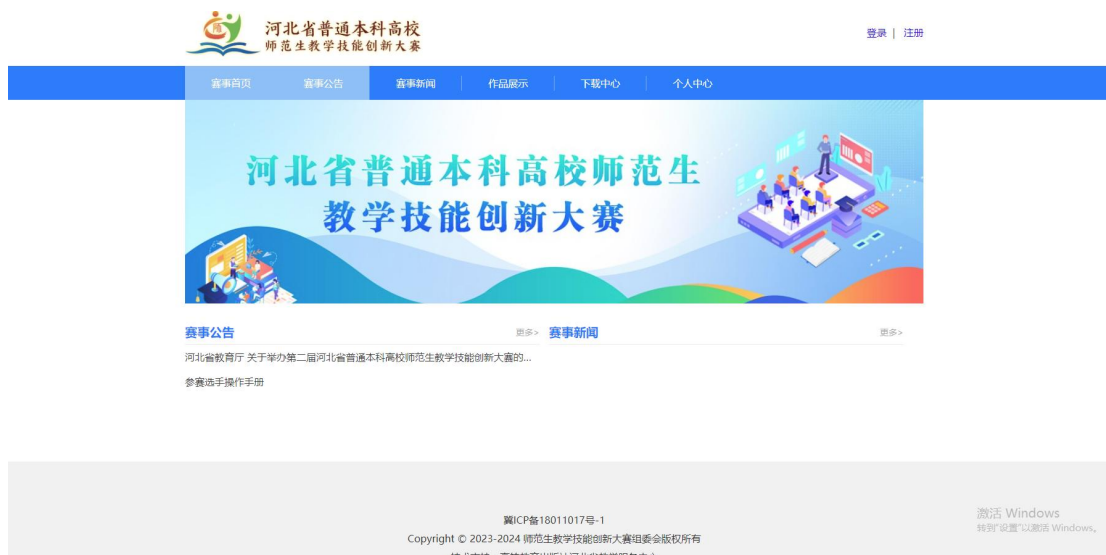 河北省普通本科高校
师范生教学技能创新大赛
登录 | 注册
赛事首页 赛事公告 赛事新闻 作品展示 下载中心 个人中心
河北省普通本科高校师范生
教学技能创新大赛
赛事公告 更多> 赛事新闻 更多>
河北省教育厅 关于举办第二届河北省普通本科高校师范生教学技能创新大赛的...
参赛选手操作手册
冀ICP备18011017号-1
Copyright © 2023-2024 师范生教学技能创新大赛组委会版权所有
激活 Windows
转到"设置"以激活 Windows。